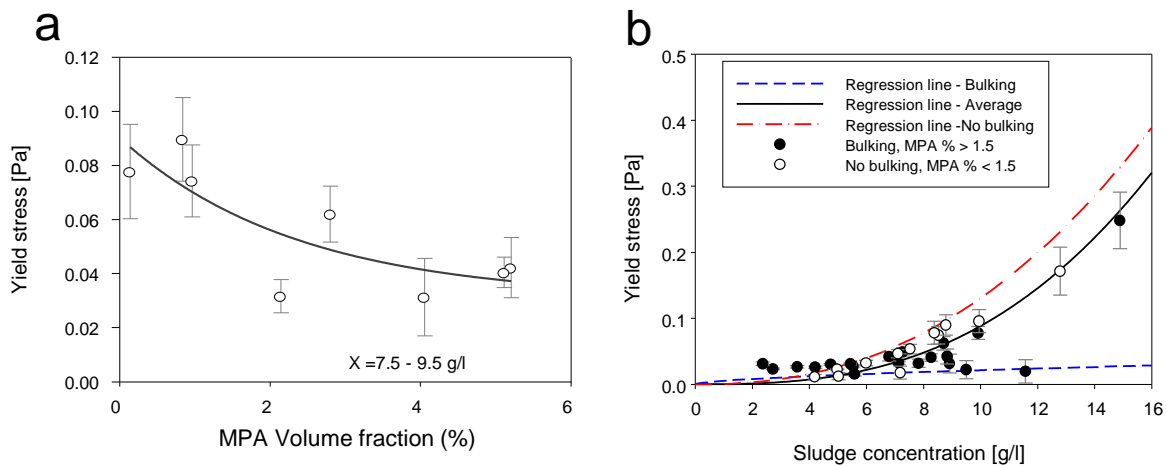 a
Yield stress [Pa]
0.12
0.10
0.08
0.06
0.04
0.02
0.00
X =7.5 - 9.5 g/l
0
2
4
6
MPA Volume fraction (%)
b
Yield stress [Pa]
0.5
0.4
0.3
0.2
0.1
0.0
Regression line - Bulking
Regression line - Average
Regression line -No bulking
Bulking, MPA % > 1.5
No bulking, MPA % < 1.5
0
2
4
6
8
10
12
14
16
Sludge concentration [g/l]